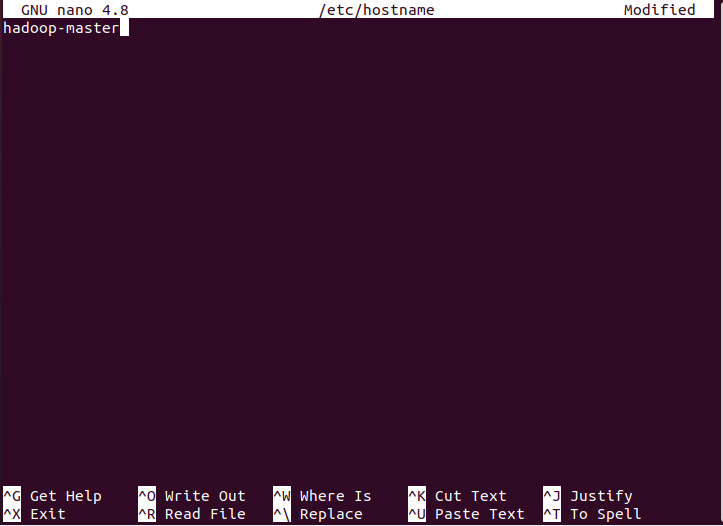 GNU nano 4.8 /etc/hostname Modified
hadoop-master
^G Get Help ^O Write Out ^W Where Is ^K Cut Text ^J Justify
^X Exit ^R Read File ^\ Replace ^U Paste Text ^T To Spell